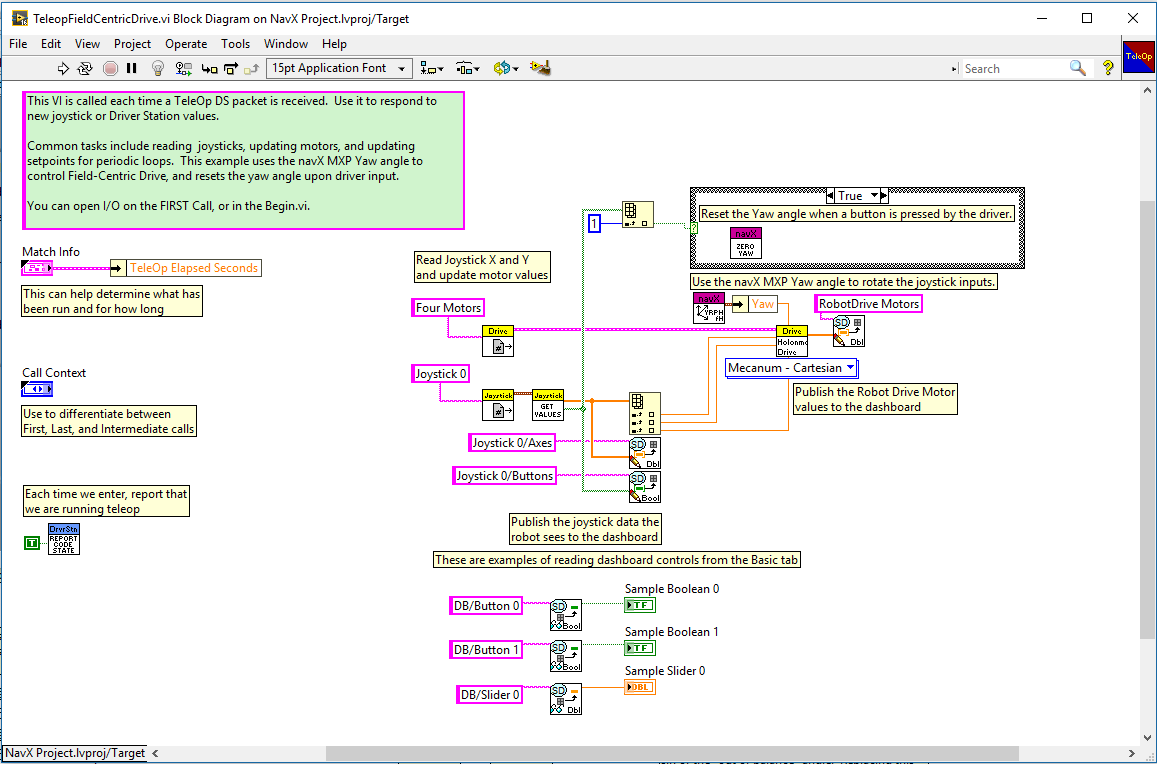 TeleopFieldCentricDrive.vi Block Diagram on NavX Project.lvproj/Target
File Edit View Project Operate Tools Window Help
15pt Application Font
Search
TeleOp
This VI is called each time a TeleOp DS packet is received. Use it to respond to
new joystick or Driver Station values.
Common tasks include reading joysticks, updating motors, and updating
setpoints for periodic loops. This example uses the navX MXP Yaw angle to
control Field-Centric Drive, and resets the yaw angle upon driver input.
You can open I/O on the FIRST Call, or in the Begin.vi.
Match Info
TeleOp Elapsed Seconds
This can help determine what has
been run and for how long
Call Context
Use to differentiate between
First, Last, and Intermediate calls
Each time we enter, report that
we are running teleop
T
DrvrStn
REPORT
CODE
STATE
Read Joystick X and Y
and update motor values
Four Motors
Drive
Joystick 0
Joystick
Joystick
GET
VALUES
Joystick 0/Axes
Joystick 0/Buttons
SD
Dbl
SD
Bool
Publish the joystick data the
robot sees to the dashboard
1
True
Reset the Yaw angle when a button is pressed by the driver.
?
navX
ZERO
YAW
Use the navX MXP Yaw angle to rotate the joystick inputs.
navX
YRPH
FH
Yaw
RobotDrive Motors
SD
Dbl
Drive
Holonmc
Drive
Mecanum - Cartesian
Publish the Robot Drive Motor
values to the dashboard
These are examples of reading dashboard controls from the Basic tab
DB/Button 0
SD
Bool
Sample Boolean 0
TF
DB/Button 1
SD
Bool
Sample Boolean 1
TF
DB/Slider 0
SD
Dbl
Sample Slider 0
DBL
NavX Project.lvproj/Target